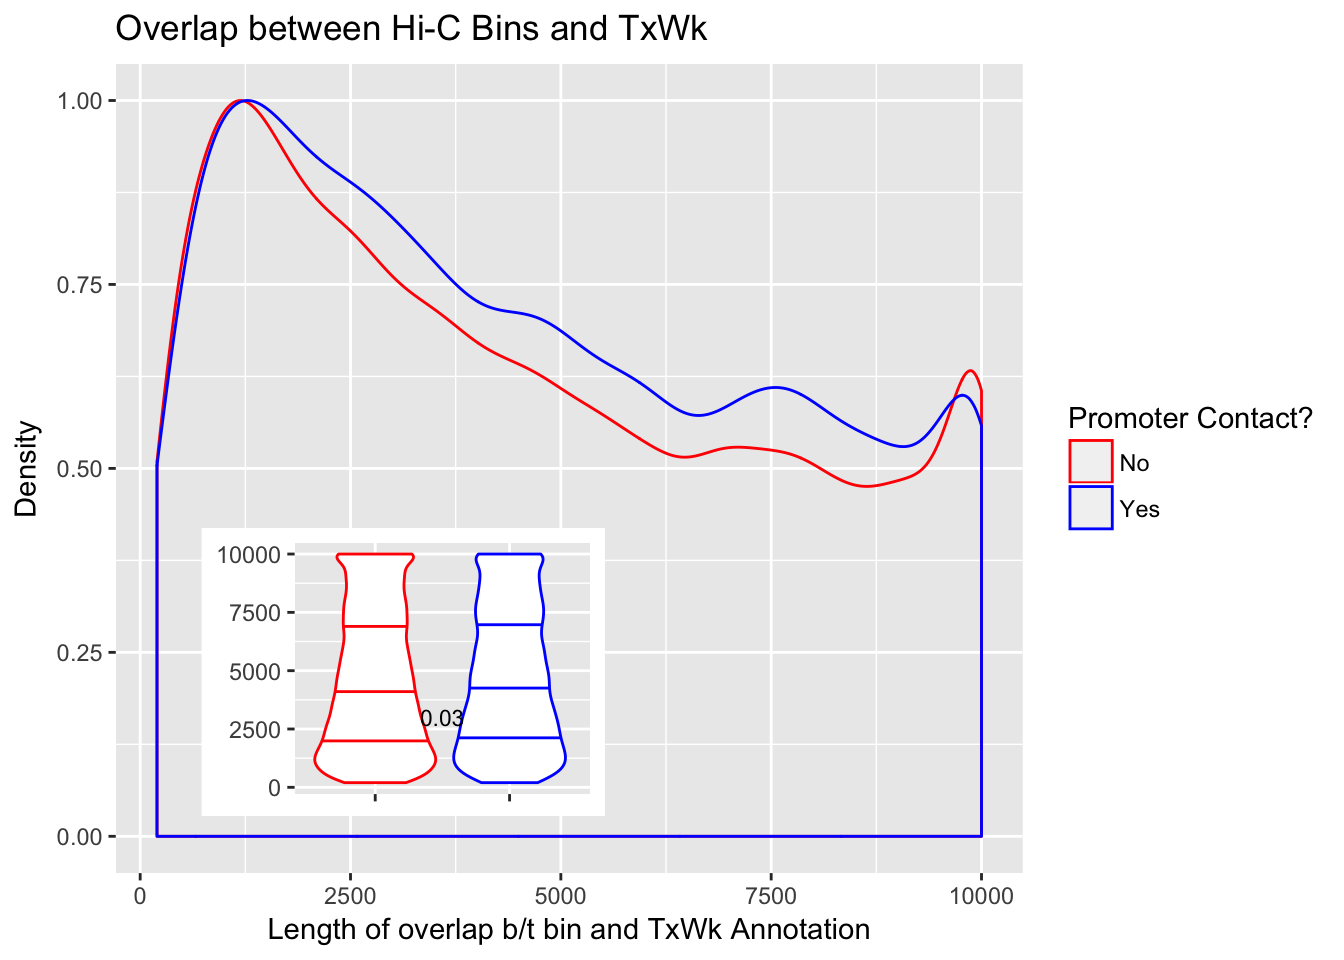 Overlap between Hi-C Bins and TxWk
1.00
0.75
0.50
0.25
0.00
Density
10000
7500
5000
2500
0
0.03
0 2500 5000 7500 10000
Length of overlap b/t bin and TxWk Annotation
Promoter Contact?
No
Yes